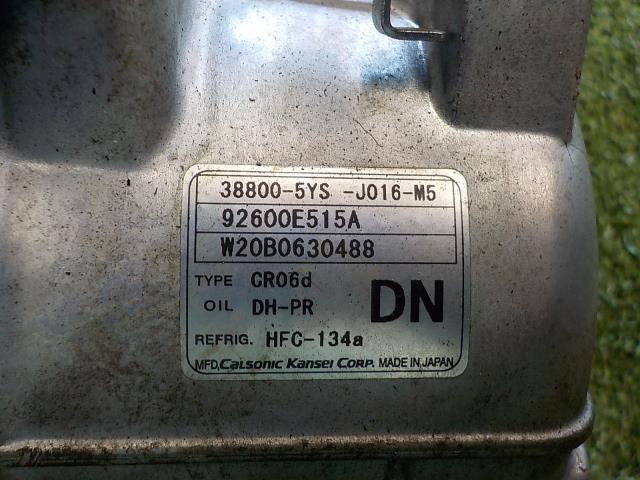 38800-5YS -J016-M5
92600E515A
W20B0630488
TYPE CR06d
OIL DH-PR
DN
REFRIG. HFC-134a
MFD. CALSONIC KANSEI CORP. MADE IN JAPAN